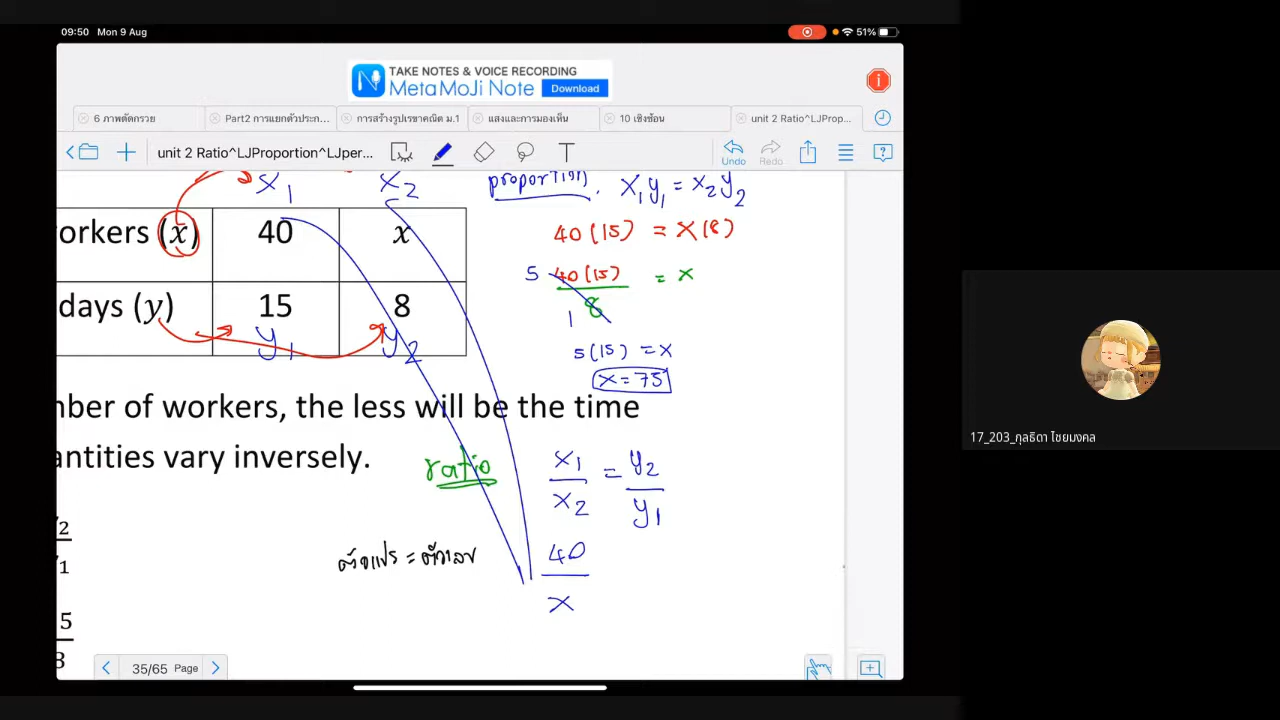 09:50 Mon 9 Aug
51%
TAKE NOTES & VOICE RECORDING
MetaMoJi Note Download
6 ภาพตัดกรวย
Part2 การแยกตัวประก...
การสร้างรูปเรขาคณิต ม.1
แสงและการมองเห็น
10 เชิงซ้อน
unit 2 Ratio^LJProp...
unit 2 Ratio^LJProportion^LJper...
Undo
Redo
x₁ x₂
proportion. x₁y₁ = x₂y₂
orkers (x) 40 x
40(15) = x(8)
5 40(15) = x
1 8
days (y) 15 8
y₁ y₂
5(15) = x
x = 75
nber of workers, the less will be the time
antities vary inversely.
ratio
x₁/x₂ = y₂/y₁
2
1
ตัวแปร = ตัวเลข
40
x
5
8
35/65 Page
17_203_กุลธิดา ไชยมงคล